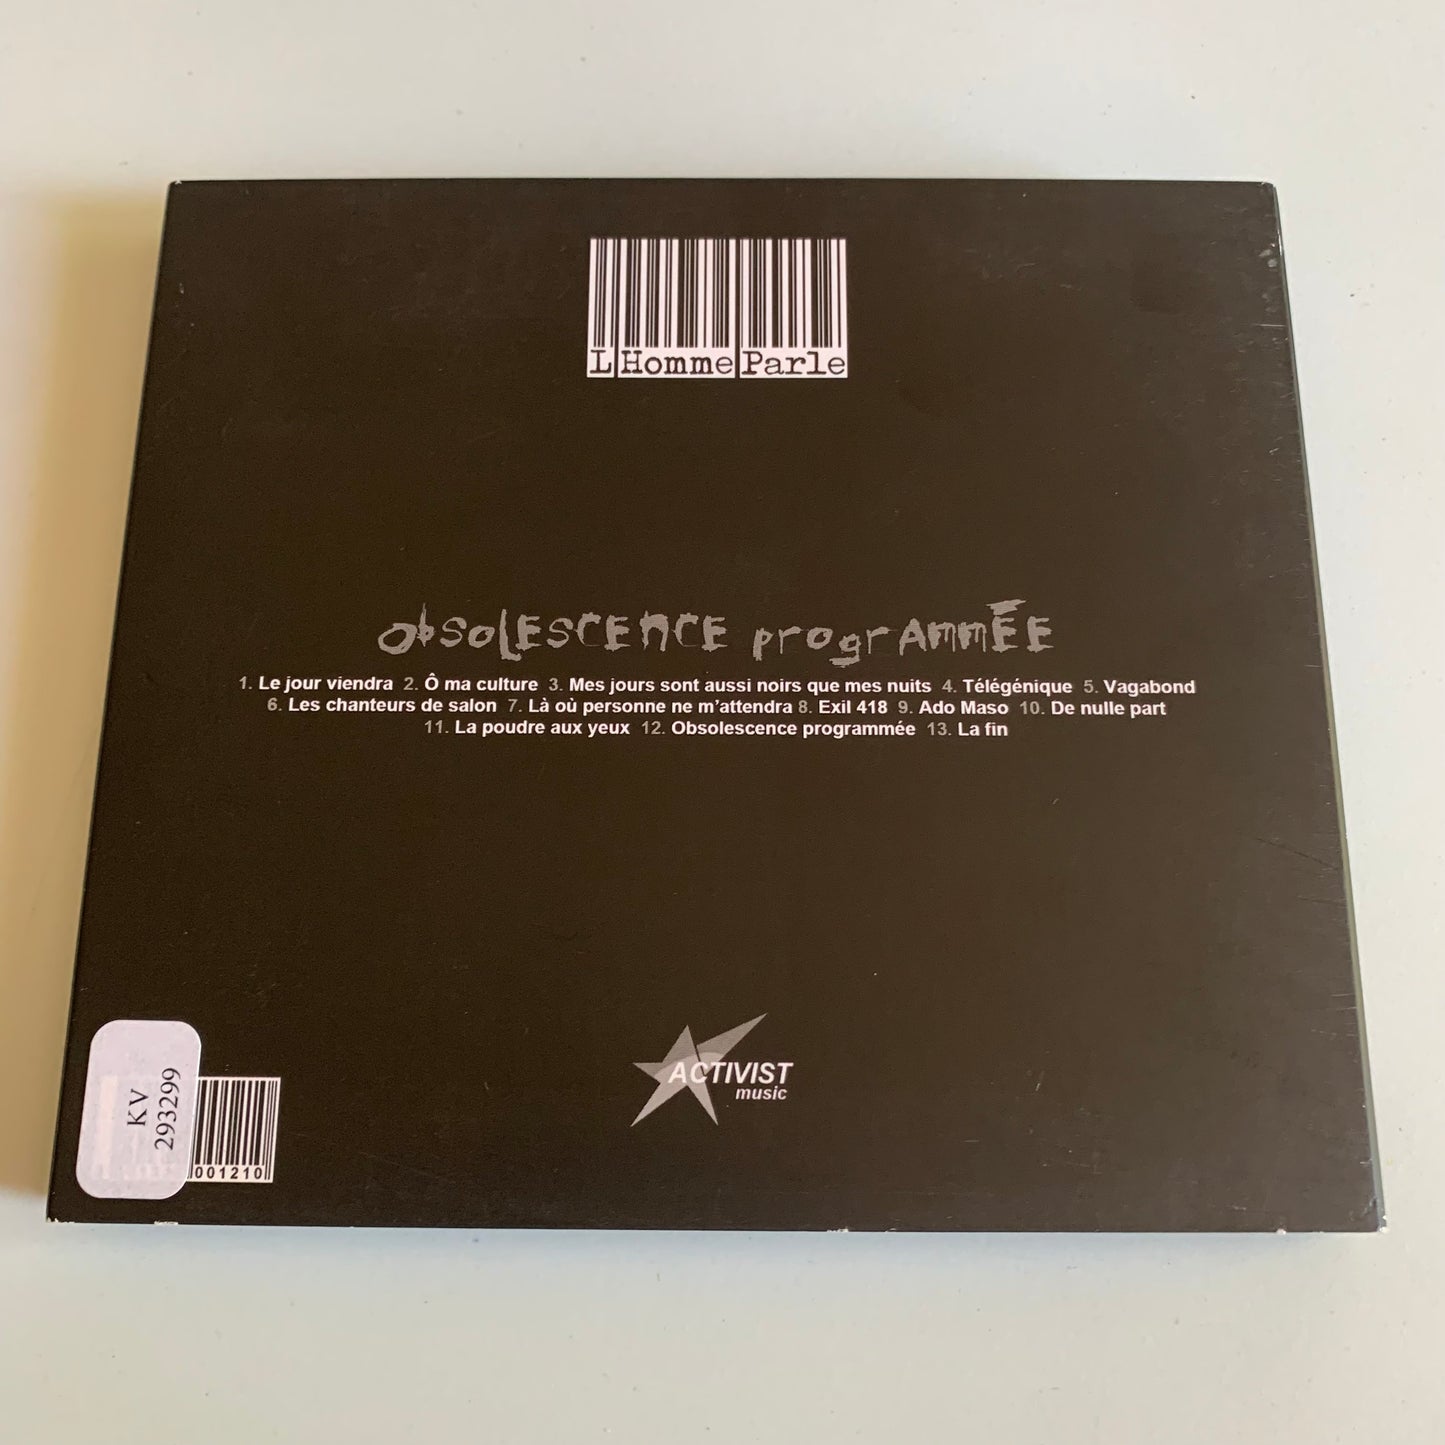 L Homme Parle
obsolescence programmée
1. Le jour viendra 2. Ô ma culture 3. Mes jours sont aussi noirs que mes nuits 4. Télégénique 5. Vagabond
6. Les chanteurs de salon 7. Là où personne ne m’attendra 8. Exil 418 9. Ado Maso 10. De nulle part
11. La poudre aux yeux 12. Obsolescence programmée 13. La fin
ACTIVIST
music
KV
293299
001210